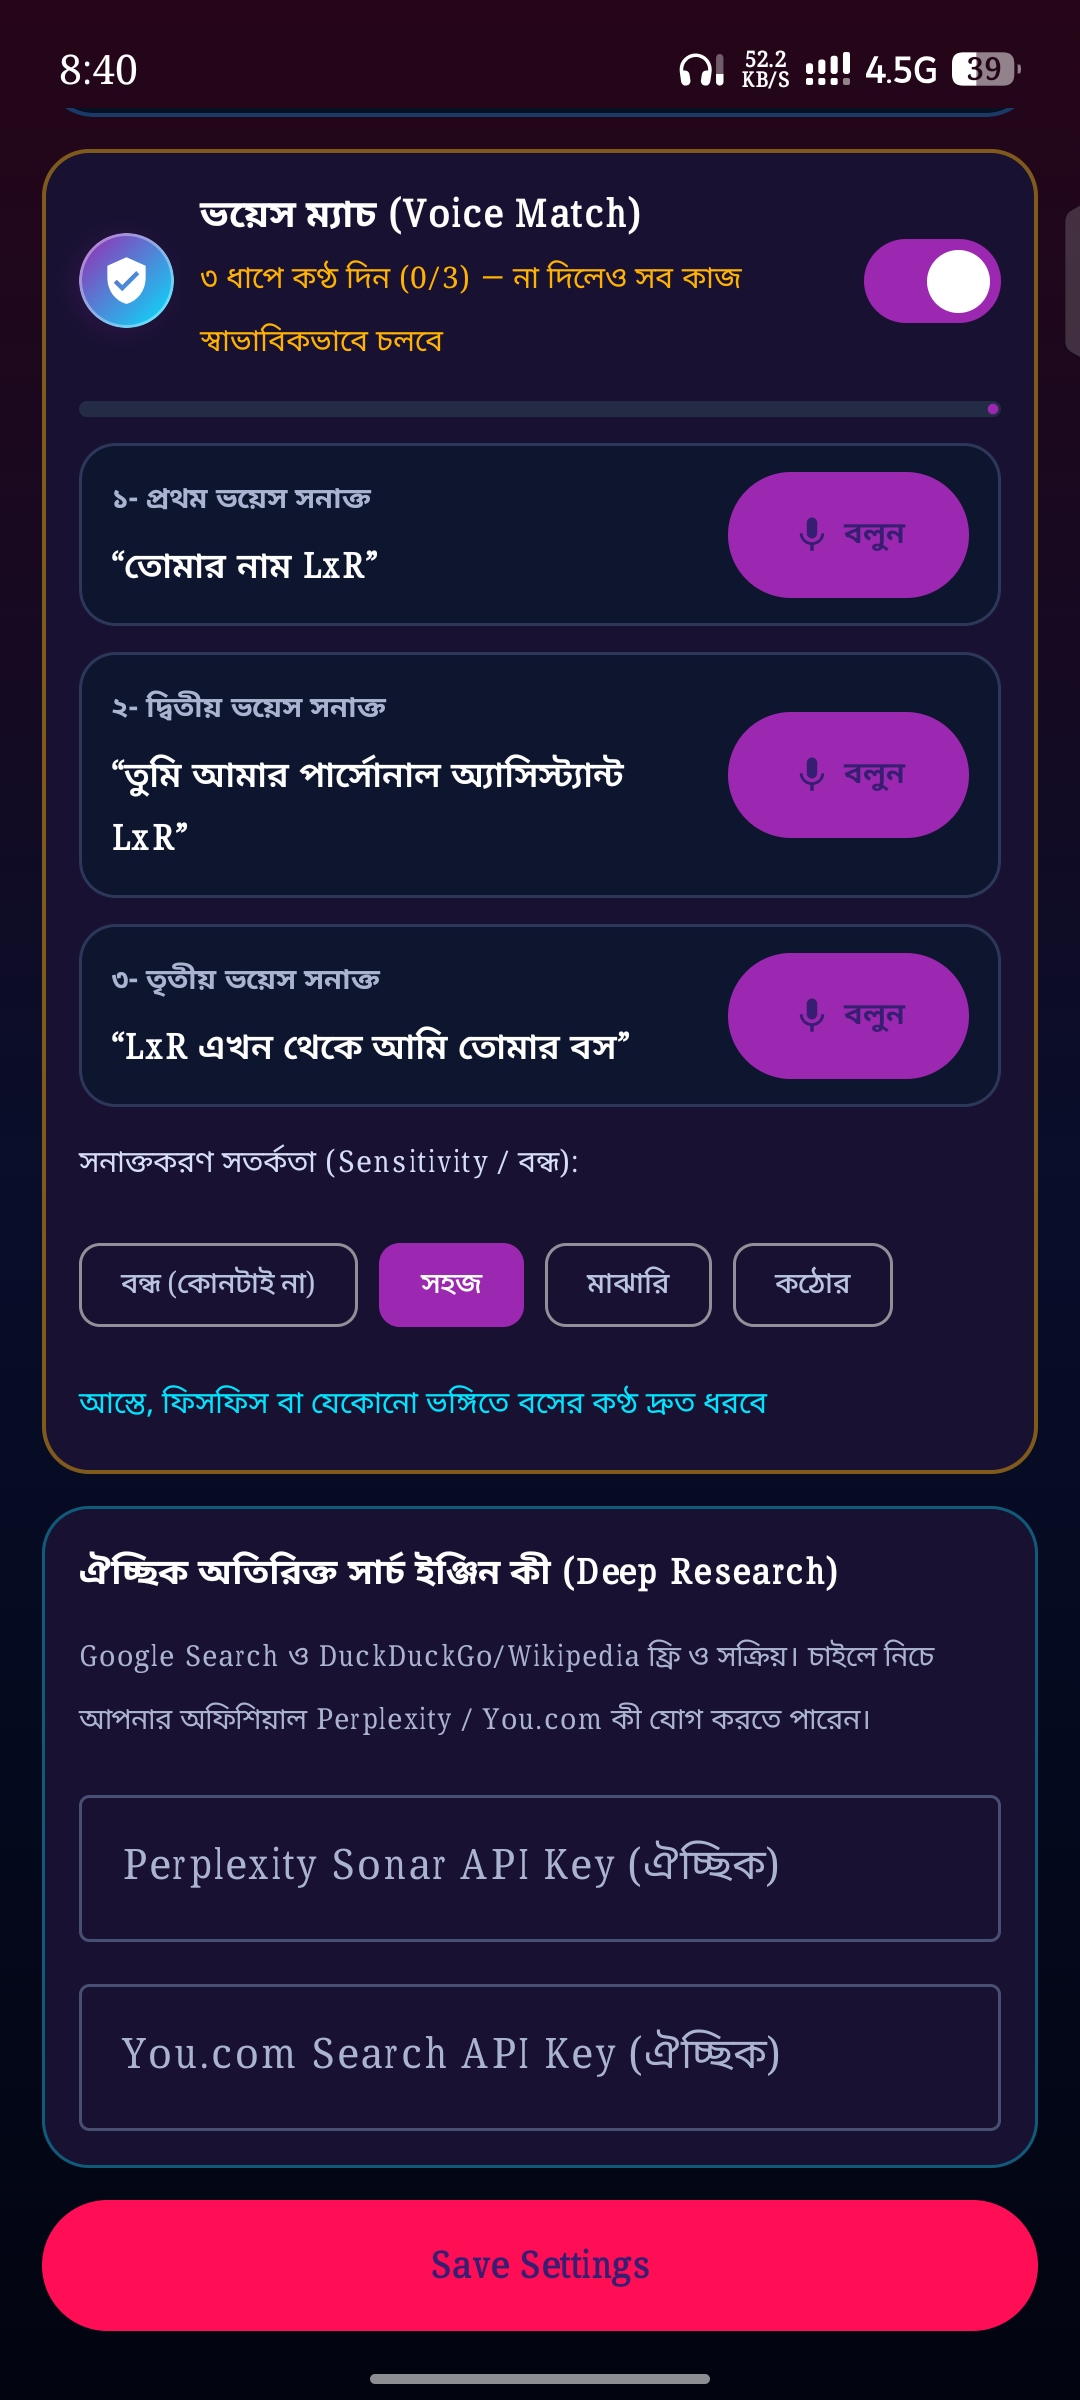 8:40
52.2
KB/S
4.5G
39
ভয়েস ম্যাচ (Voice Match)
৩ ধাপে কণ্ঠ দিন (0/3) — না দিলেও সব কাজ
স্বাভাবিকভাবে চলবে
১- প্রথম ভয়েস সনাক্ত
“তোমার নাম LxR”
বলুন
২- দ্বিতীয় ভয়েস সনাক্ত
“তুমি আমার পার্সোনাল অ্যাসিস্ট্যান্ট
LxR”
বলুন
৩- তৃতীয় ভয়েস সনাক্ত
“LxR এখন থেকে আমি তোমার বস”
বলুন
সনাক্তকরণ সতর্কতা (Sensitivity / বন্ধ):
বন্ধ (কোনটাই না)
সহজ
মাঝারি
কঠোর
আস্তে, ফিসফিস বা যেকোনো ভঙ্গিতে বসের কণ্ঠ দ্রুত ধরবে
ঐচ্ছিক অতিরিক্ত সার্চ ইঞ্জিন কী (Deep Research)
Google Search ও DuckDuckGo/Wikipedia ফ্রি ও সক্রিয়। চাইলে নিচে
আপনার অফিশিয়াল Perplexity / You.com কী যোগ করতে পারেন।
Perplexity Sonar API Key (ঐচ্ছিক)
You.com Search API Key (ঐচ্ছিক)
Save Settings